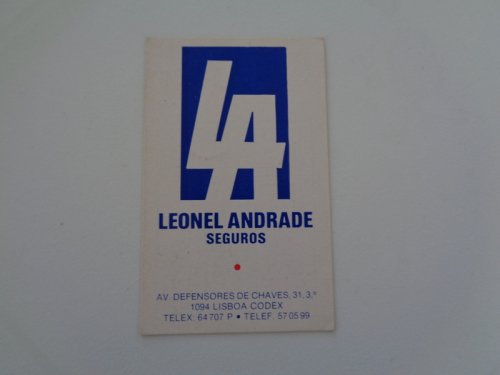 LA
LEONEL ANDRADE
SEGUROS
AV. DEFENSORES DE CHAVES, 31, 3.º
1094 LISBOA CODEX
TELEX: 64 707 P • TELEF. 57 05 99